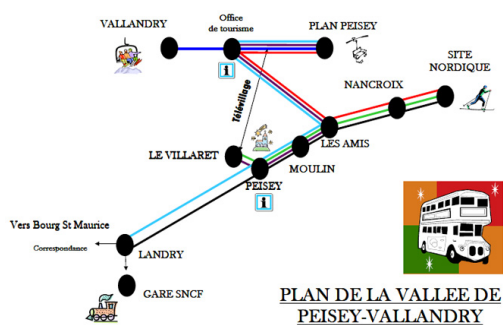 Office
de tourisme
VALLANDRY
PLAN PEISEY
SITE
NORDIQUE
NANCROIX
Télévillage
LES AMIS
LE VILLARET
MOULIN
PEISEY
Vers Bourg St Maurice
Correspondance
LANDRY
GARE SNCF
i
i
PLAN DE LA VALLEE DE
PEISEY-VALLANDRY